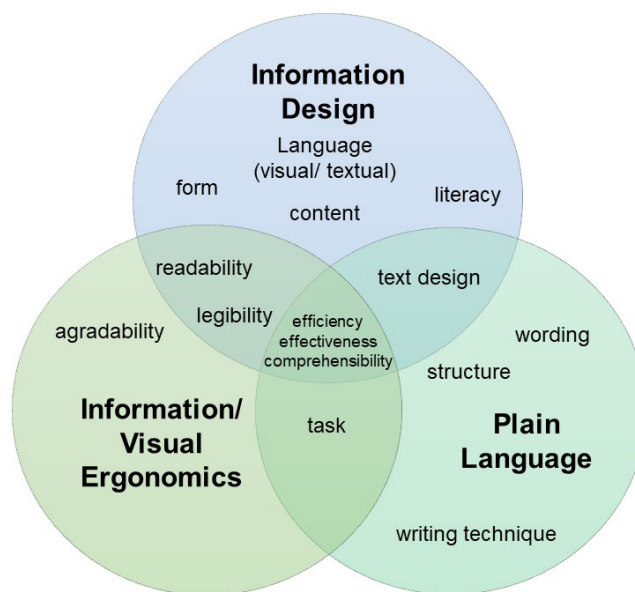 Information
Design
Language
(visual/ textual)
form
literacy
content
readability
text design
legibility
efficiency
effectiveness
comprehensibility
agradability
wording
structure
Information/
Visual
Ergonomics
task
Plain
Language
writing technique